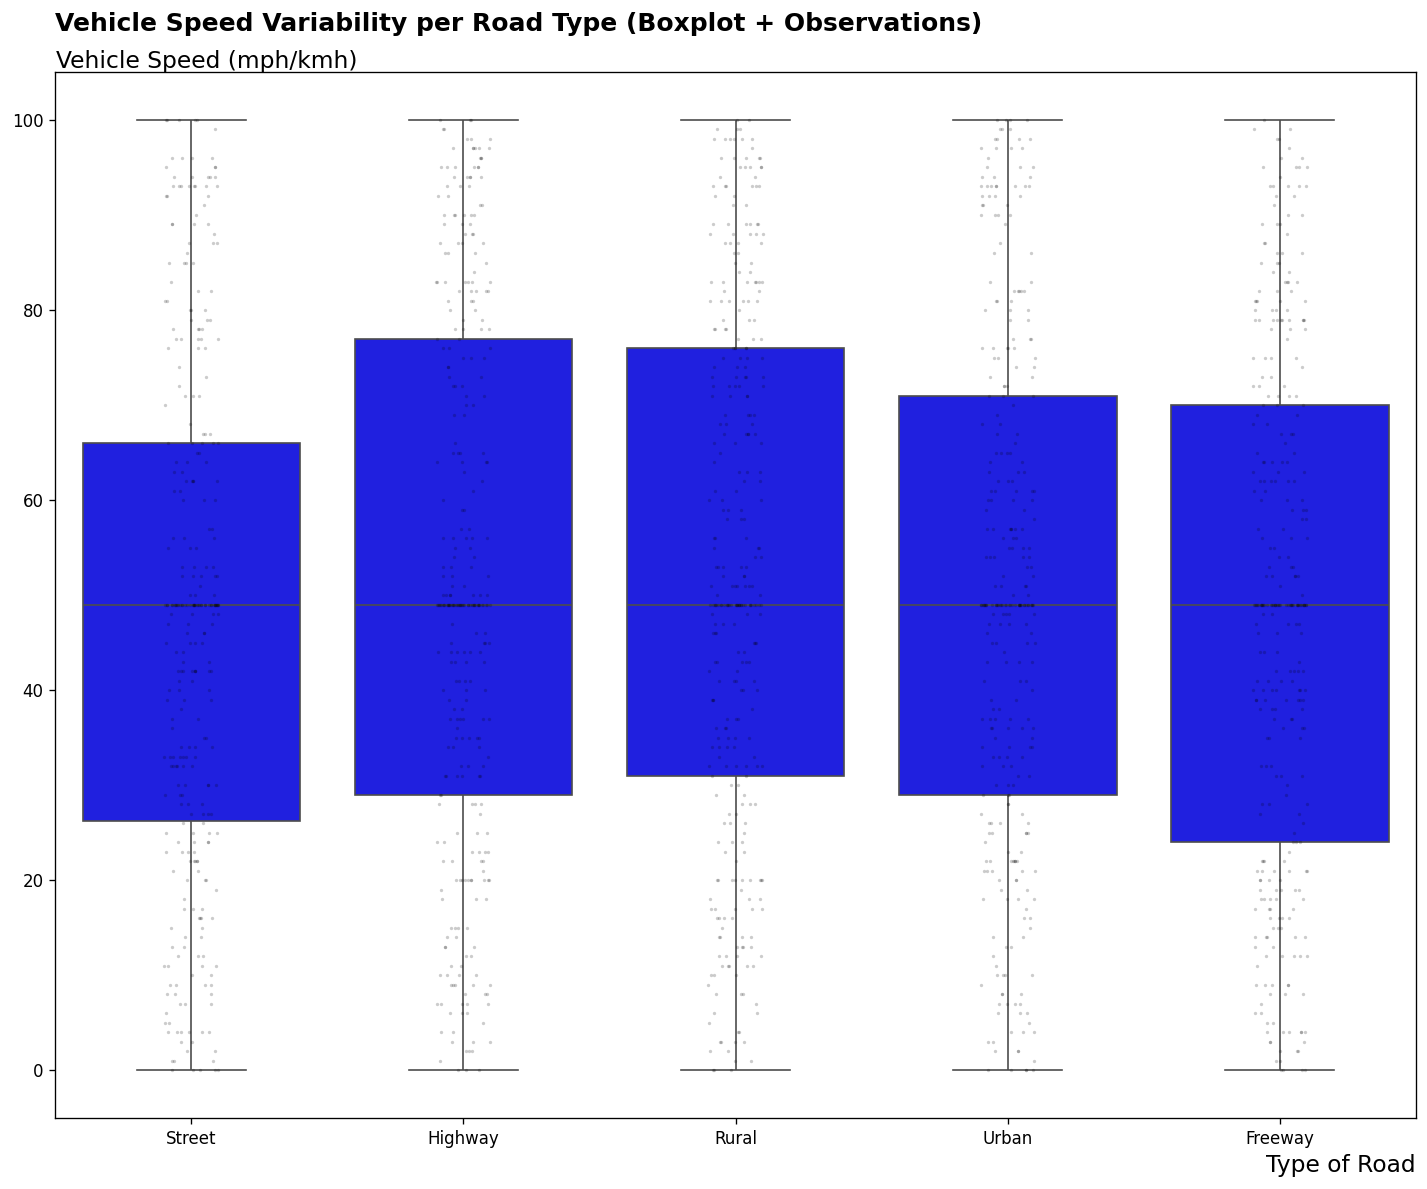 Vehicle Speed Variability per Road Type (Boxplot + Observations)
Vehicle Speed (mph/kmh)
100
80
60
40
20
0
Street Highway Rural Urban Freeway
Type of Road